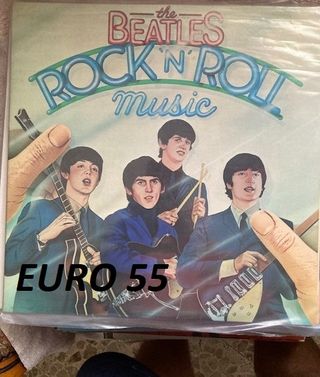 the
BEATLES
ROCK 'N' ROLL
music
EURO 55